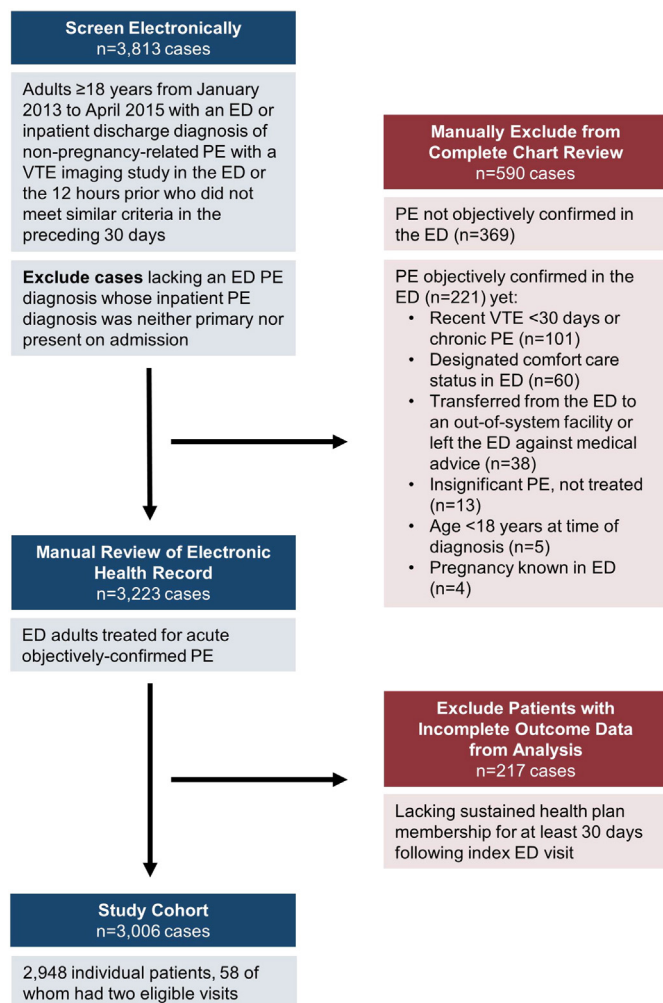 Screen Electronically
n=3,813 cases
Adults ≥18 years from January
2013 to April 2015 with an ED or
inpatient discharge diagnosis of
non-pregnancy-related PE with a
VTE imaging study in the ED or
the 12 hours prior who did not
meet similar criteria in the
preceding 30 days
Exclude cases lacking an ED PE
diagnosis whose inpatient PE
diagnosis was neither primary nor
present on admission
Manually Exclude from
Complete Chart Review
n=590 cases
PE not objectively confirmed in
the ED (n=369)
PE objectively confirmed in the
ED (n=221) yet:
• Recent VTE <30 days or
chronic PE (n=101)
• Designated comfort care
status in ED (n=60)
• Transferred from the ED to
an out-of-system facility or
left the ED against medical
advice (n=38)
• Insignificant PE, not treated
(n=13)
• Age <18 years at time of
diagnosis (n=5)
• Pregnancy known in ED
(n=4)
Manual Review of Electronic
Health Record
n=3,223 cases
ED adults treated for acute
objectively-confirmed PE
Exclude Patients with
Incomplete Outcome Data
from Analysis
n=217 cases
Lacking sustained health plan
membership for at least 30 days
following index ED visit
Study Cohort
n=3,006 cases
2,948 individual patients, 58 of
whom had two eligible visits